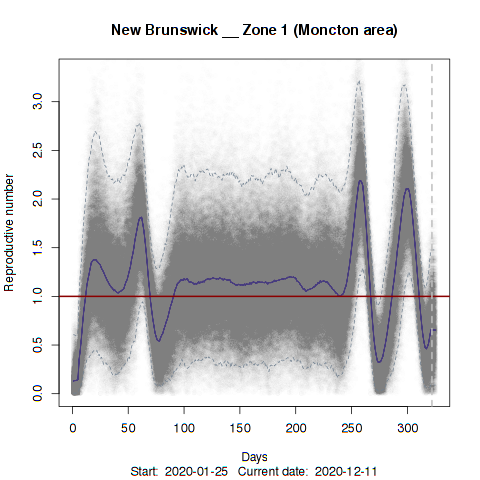 New Brunswick __ Zone 1 (Moncton area)
3.0
2.5
2.0
1.5
1.0
0.5
0.0
Reproductive number
0 50 100 150 200 250 300
Days
Start: 2020-01-25 Current date: 2020-12-11